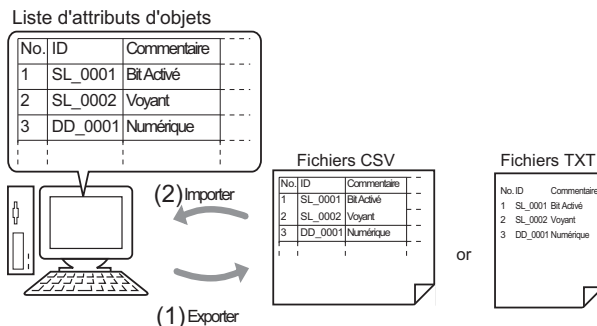 Liste d'attributs d'objets
No. ID Commentaire
1 SL_0001 Bit Activé
2 SL_0002 Voyant
3 DD_0001 Numérique
(2) Importer
(1) Exporter
Fichiers CSV
No. ID Commentaire
1 SL_0001 Bit Activé
2 SL_0002 Voyant
3 DD_0001 Numérique
or
Fichiers TXT
No. ID Commentaire
1 SL_0001 Bit Activé
2 SL_0002 Voyant
3 DD_0001 Numérique